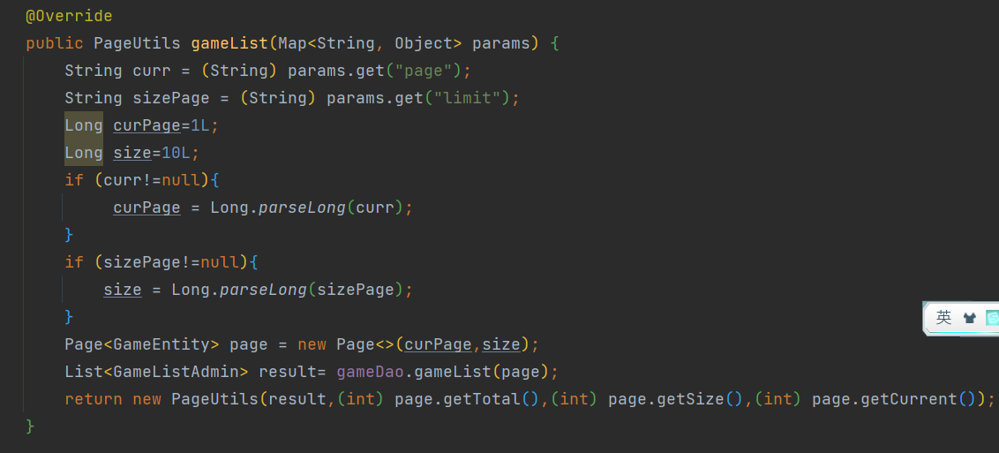 @Override
public PageUtils gameList(Map<String, Object> params) {
String curr = (String) params.get("page");
String sizePage = (String) params.get("limit");
Long curPage=1L;
Long size=10L;
if (curr!=null){
curPage = Long.parseLong(curr);
}
if (sizePage!=null){
size = Long.parseLong(sizePage);
}
Page<GameEntity> page = new Page<>(curPage,size);
List<GameListAdmin> result= gameDao.gameList(page);
return new PageUtils(result,(int) page.getTotal(),(int) page.getSize(),(int) page.getCurrent());
}
英